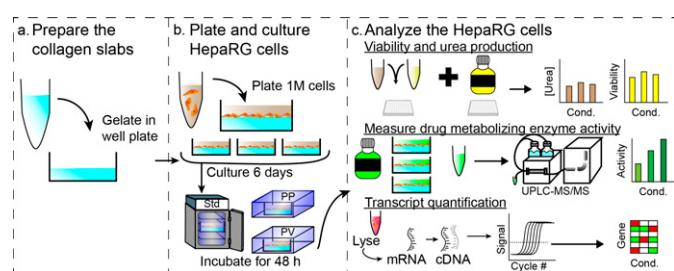 a. Prepare the
collagen slabs
Gelate in
well plate
b. Plate and culture
HepaRG cells
Plate 1M cells
Culture 6 days
Std
PP
PV
Incubate for 48 h
c. Analyze the HepaRG cells
Viability and urea production
[Urea]
Cond.
Viability
Cond.
Measure drug metabolizing enzyme activity
UPLC-MS/MS
Activity
Cond.
Transcript quantification
Lyse
mRNA
cDNA
Signal
Cycle #
Gene
Cond.